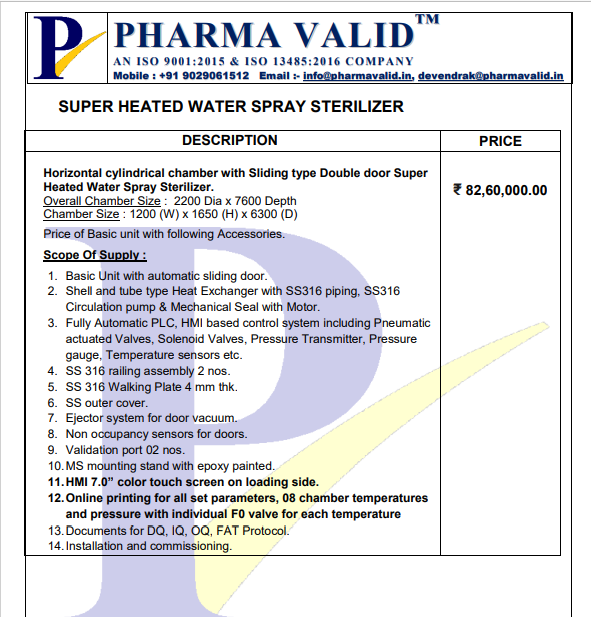 P
PHARMA VALID™
AN ISO 9001:2015 & ISO 13485:2016 COMPANY
Mobile : +91 9029061512 Email :- info@pharmavalid.in, devendrak@pharmavalid.in
SUPER HEATED WATER SPRAY STERILIZER
DESCRIPTION PRICE
Horizontal cylindrical chamber with Sliding type Double door Super
Heated Water Spray Sterilizer.
₹ 82,60,000.00
Overall Chamber Size : 2200 Dia x 7600 Depth
Chamber Size : 1200 (W) x 1650 (H) x 6300 (D)
Price of Basic unit with following Accessories.
Scope Of Supply :
1. Basic Unit with automatic sliding door.
2. Shell and tube type Heat Exchanger with SS316 piping, SS316
Circulation pump & Mechanical Seal with Motor.
3. Fully Automatic PLC, HMI based control system including Pneumatic
actuated Valves, Solenoid Valves, Pressure Transmitter, Pressure
gauge, Temperature sensors etc.
4. SS 316 railing assembly 2 nos.
5. SS 316 Walking Plate 4 mm thk.
6. SS outer cover.
7. Ejector system for door vacuum.
8. Non occupancy sensors for doors.
9. Validation port 02 nos.
10. MS mounting stand with epoxy painted.
11. HMI 7.0” color touch screen on loading side.
12. Online printing for all set parameters, 08 chamber temperatures
and pressure with individual F0 valve for each temperature
13. Documents for DQ, IQ, OQ, FAT Protocol.
14. Installation and commissioning.